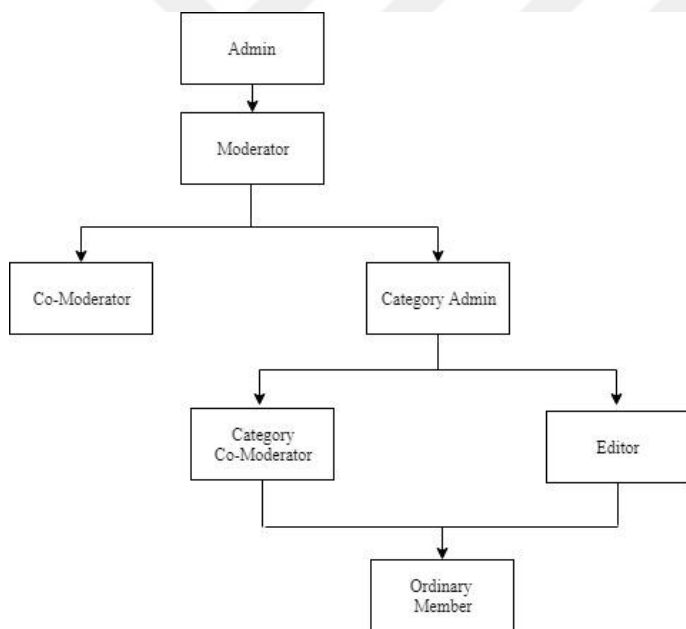 Admin
Moderator
Co-Moderator
Category Admin
Category
Co-Moderator
Editor
Ordinary
Member